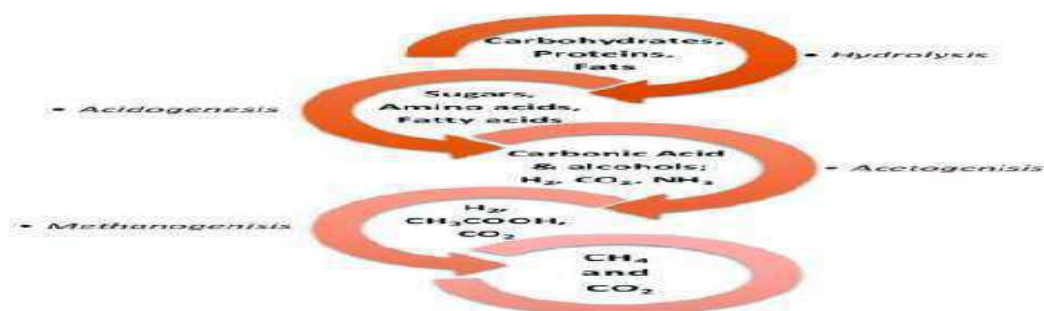 Carbohydrates,
Proteins,
Fats
• Hydrolysis
Sugars,
Amino acids,
Fatty acids
• Acidogenesis
Carbonic Acid
& alcohols;
H₂, CO₂, NH₃
• Acetogenisis
H₂,
CH₃COOH,
CO₂
• Methanogenisis
CH₄
and
CO₂